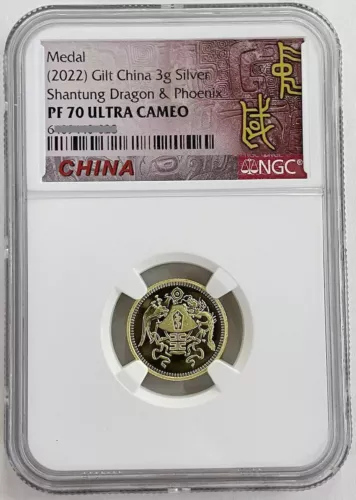 Medal
(2022) Gilt China 3g Silver
Shantung Dragon & Phoenix
PF 70 ULTRA CAMEO
CHINA
NGC®